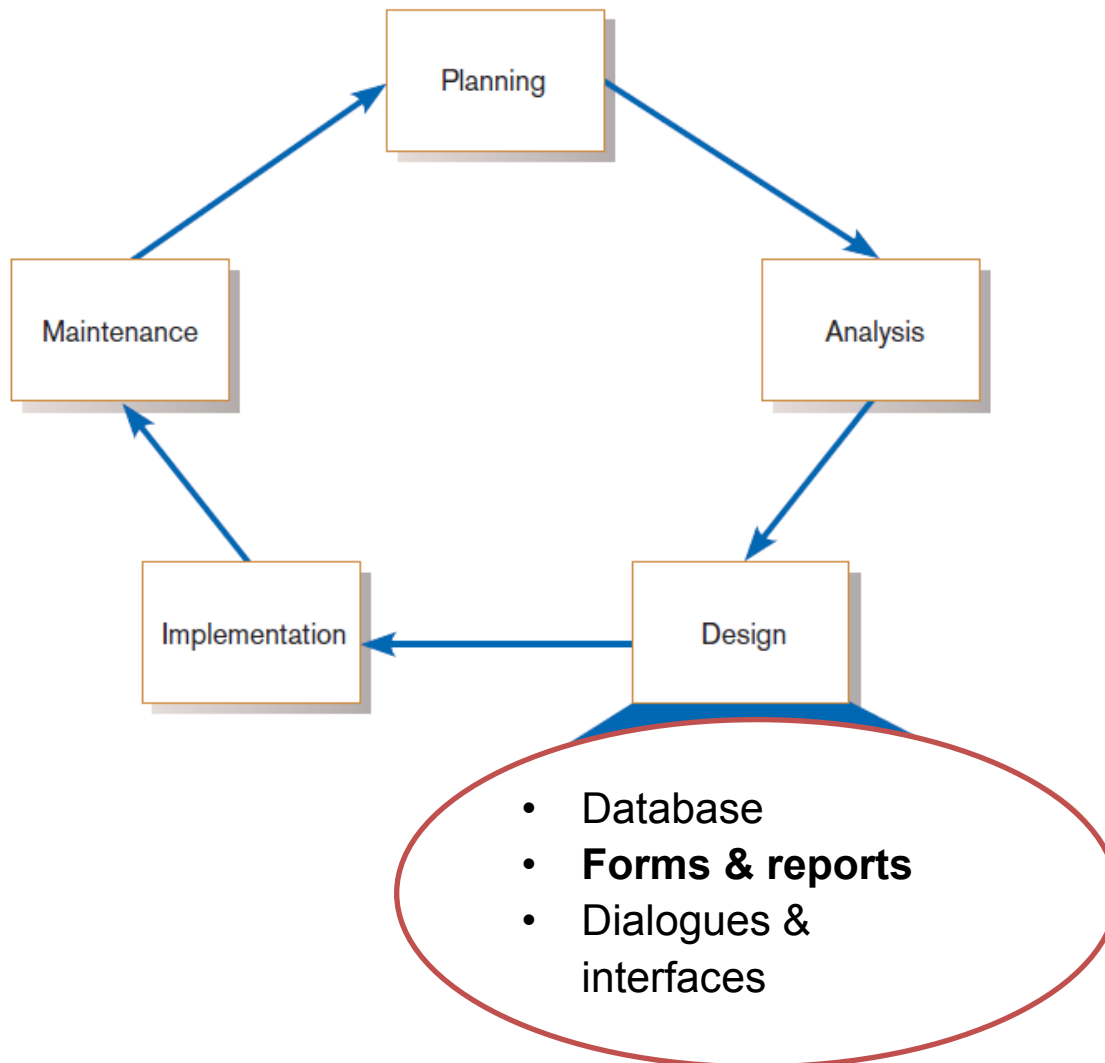 Planning
Maintenance
Analysis
Implementation
Design
• Database
• Forms & reports
• Dialogues &
interfaces